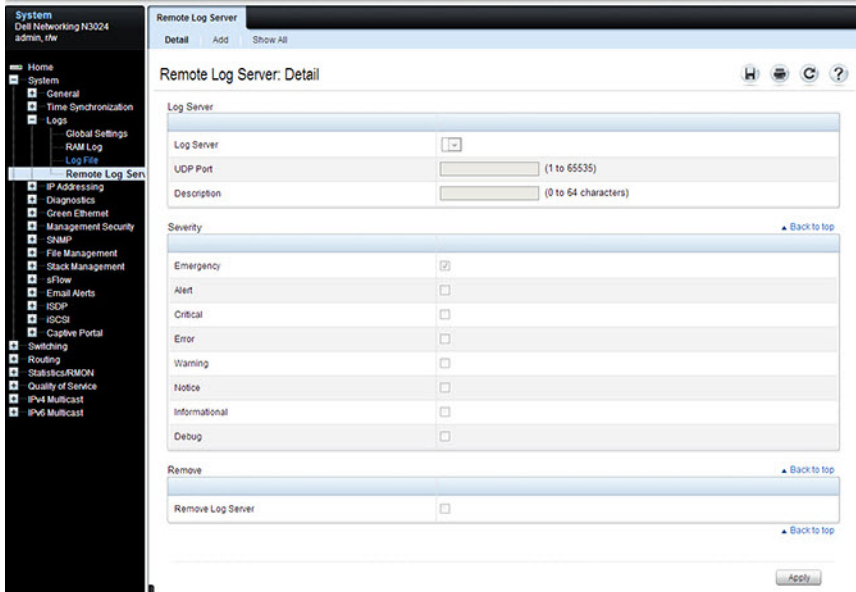 System
Dell Networking N3024
admin, r/w
Home
System
General
Time Synchronization
Logs
Global Settings
RAM Log
Log File
Remote Log Serv
IP Addressing
Diagnostics
Green Ethernet
Management Security
SNMP
File Management
Stack Management
sFlow
Email Alerts
ISDP
iSCSI
Captive Portal
Switching
Routing
Statistics/RMON
Quality of Service
IPv4 Multicast
IPv6 Multicast
Remote Log Server
Detail Add Show All
Remote Log Server: Detail
Log Server
Log Server
UDP Port (1 to 65535)
Description (0 to 64 characters)
Severity Back to top
Emergency
Alert
Critical
Error
Warning
Notice
Informational
Debug
Remove Back to top
Remove Log Server
Back to top
Apply